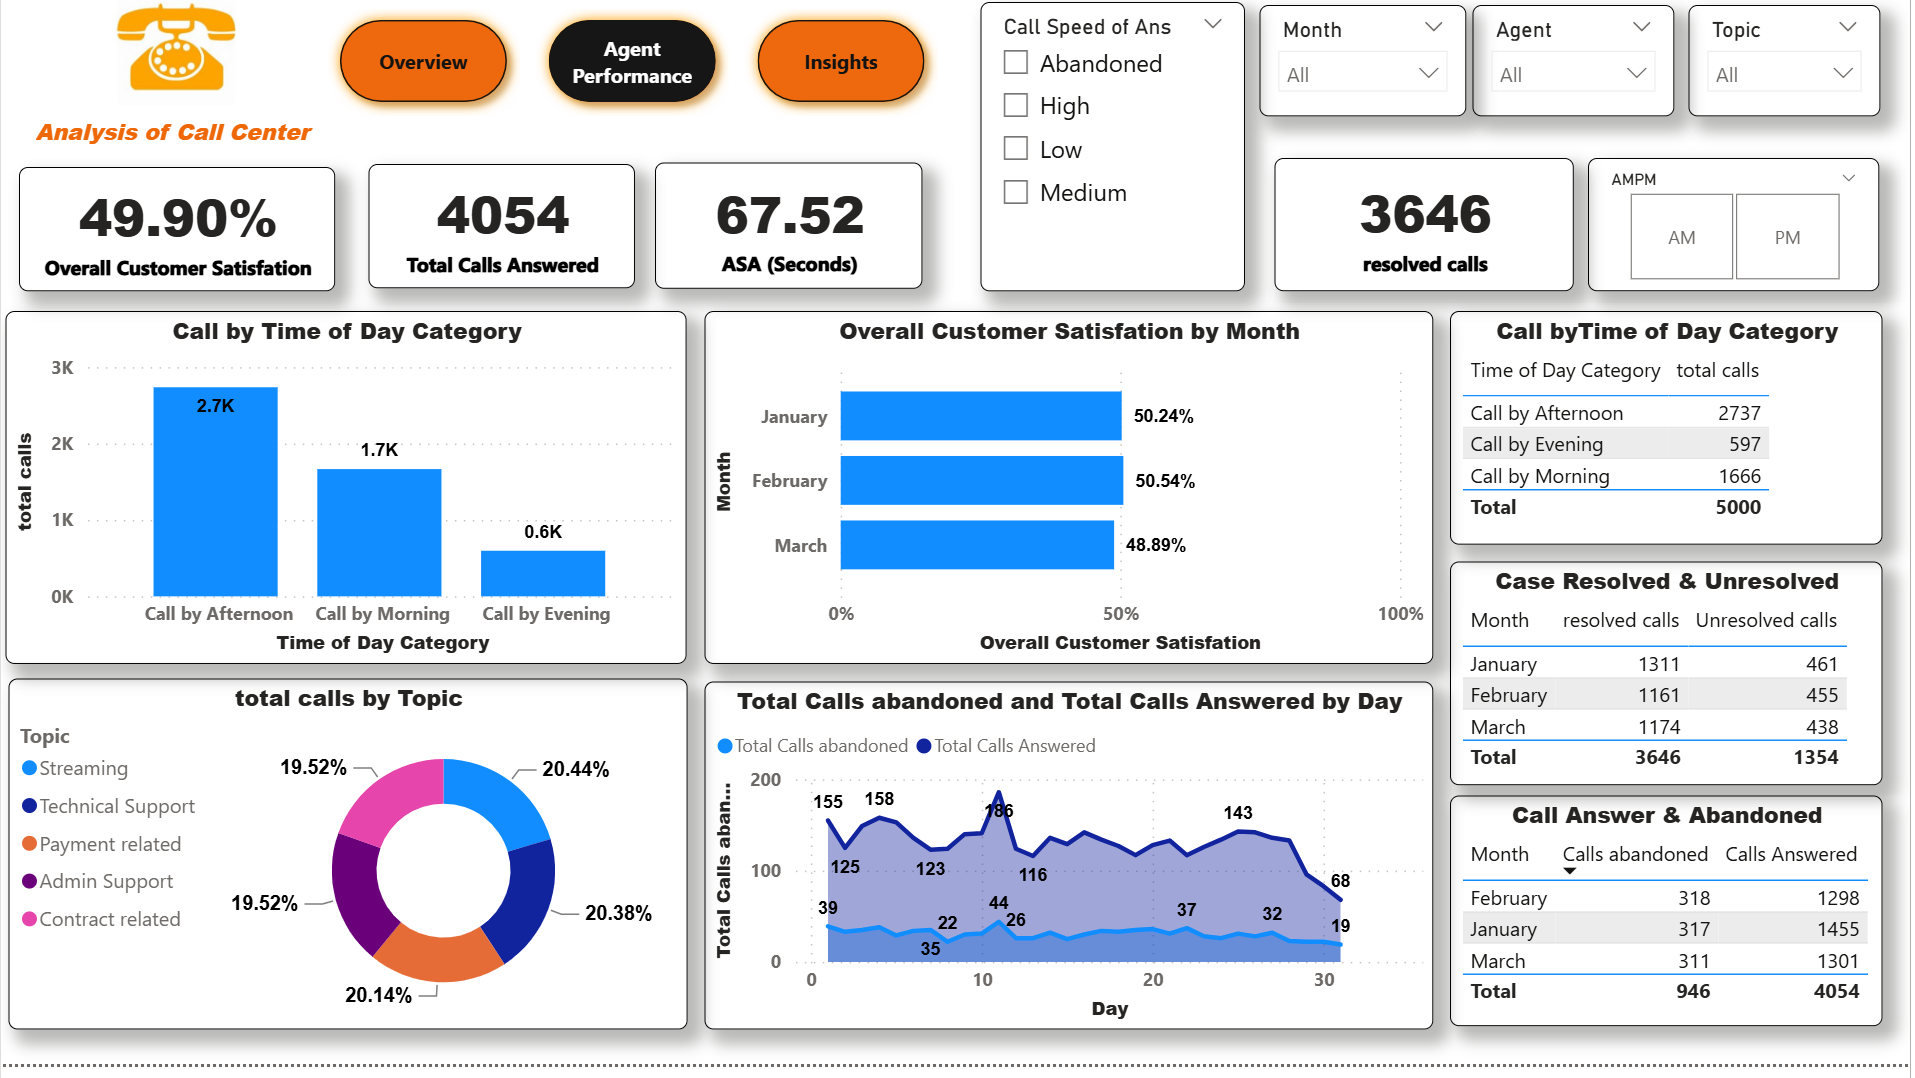 Overview
Agent
Performance
Insights
Analysis of Call Center
Call Speed of Ans
Abandoned
High
Low
Medium
Month
All
Agent
All
Topic
All
49.90%
Overall Customer Satisfation
4054
Total Calls Answered
67.52
ASA (Seconds)
3646
resolved calls
AMPM
AM
PM
Call by Time of Day Category
total calls
3K
2K
1K
0K
2.7K
1.7K
0.6K
Call by Afternoon
Call by Morning
Call by Evening
Time of Day Category
Overall Customer Satisfation by Month
Month
January
50.24%
February
50.54%
March
48.89%
0%
50%
100%
Overall Customer Satisfation
Call byTime of Day Category
Time of Day Category total calls
Call by Afternoon 2737
Call by Evening 597
Call by Morning 1666
Total 5000
Case Resolved & Unresolved
Month resolved calls Unresolved calls
January 1311 461
February 1161 455
March 1174 438
Total 3646 1354
total calls by Topic
Topic
Streaming
Technical Support
Payment related
Admin Support
Contract related
19.52%
20.44%
19.52%
20.38%
20.14%
Total Calls abandoned and Total Calls Answered by Day
Total Calls abandoned Total Calls Answered
Total Calls aban...
200
100
0
155
158
186
143
125
123
116
68
39
44
37
32
22
26
35
19
0
10
20
30
Day
Call Answer & Abandoned
Month Calls abandoned Calls Answered
February 318 1298
January 317 1455
March 311 1301
Total 946 4054